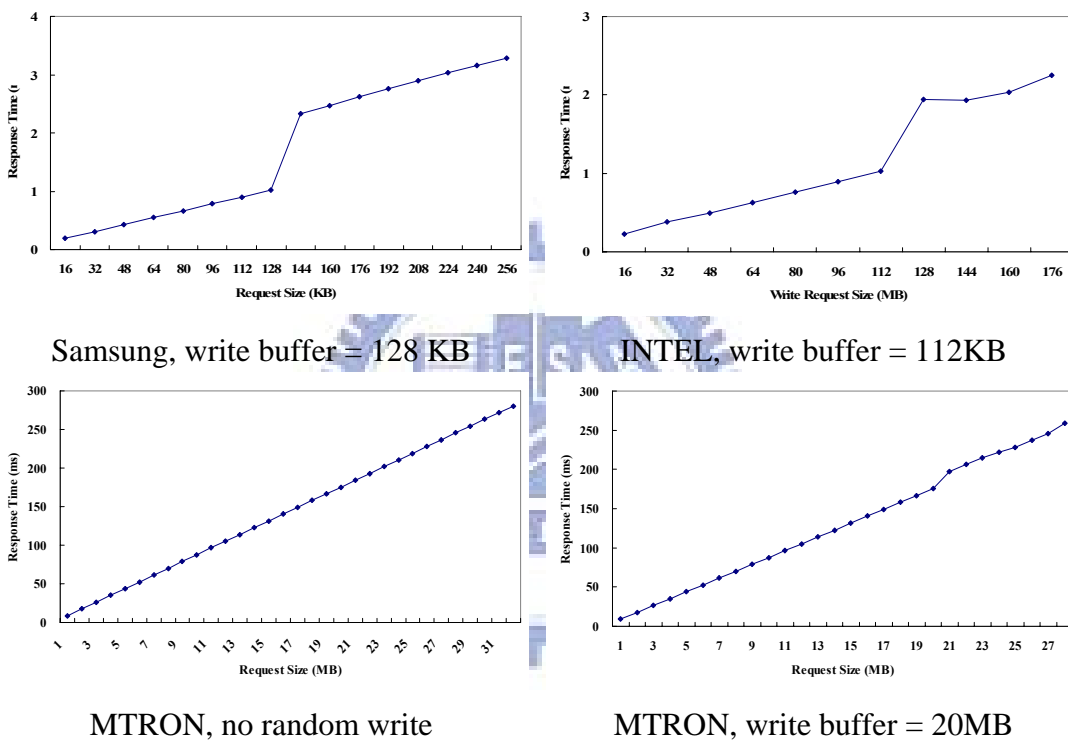 4
3
2
1
0
Response Time (
16 32 48 64 80 96 112 128 144 160 176 192 208 224 240 256
Request Size (KB)
Samsung, write buffer = 128 KB
3
2
1
0
Response Time (
16 32 48 64 80 96 112 128 144 160 176
Write Request Size (MB)
INTEL, write buffer = 112KB
300
250
200
150
100
50
0
Response Time (ms)
1 3 5 7 9 11 13 15 17 19 21 23 25 27 29 31
Request Size (MB)
MTRON, no random write
300
250
200
150
100
50
0
Response Time (ms)
1 3 5 7 9 11 13 15 17 19 21 23 25 27
Request Size (MB)
MTRON, write buffer = 20MB